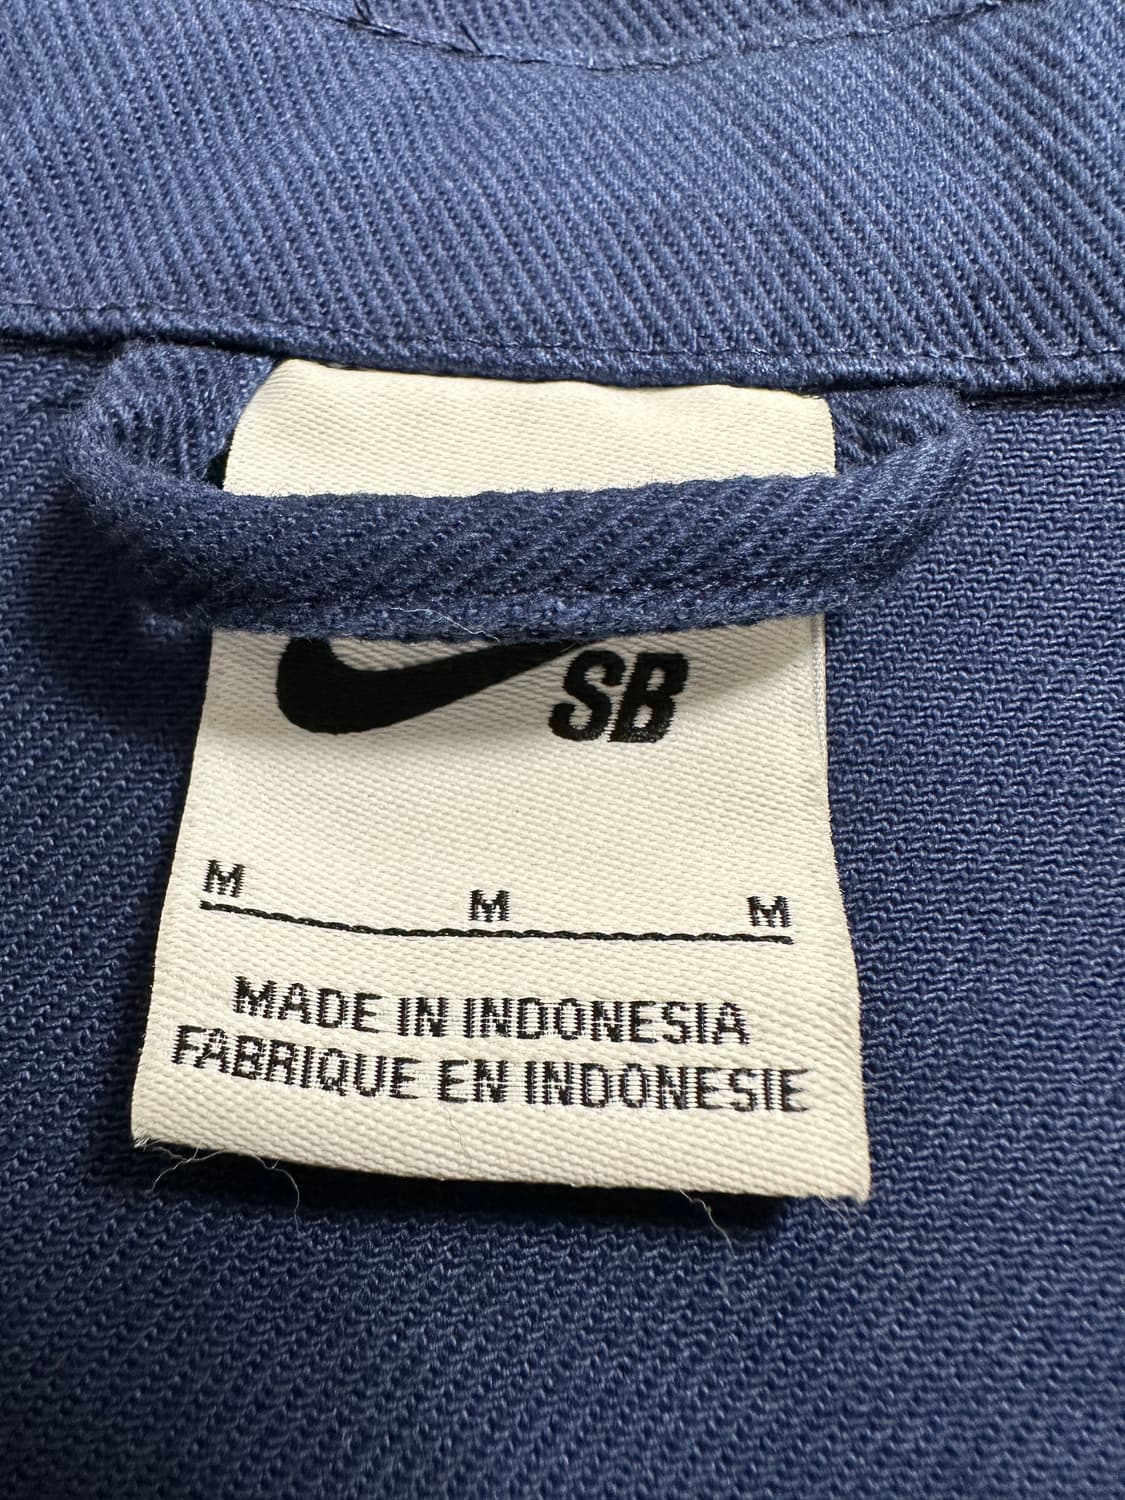 SB
M M M
MADE IN INDONESIA
FABRIQUE EN INDONESIE